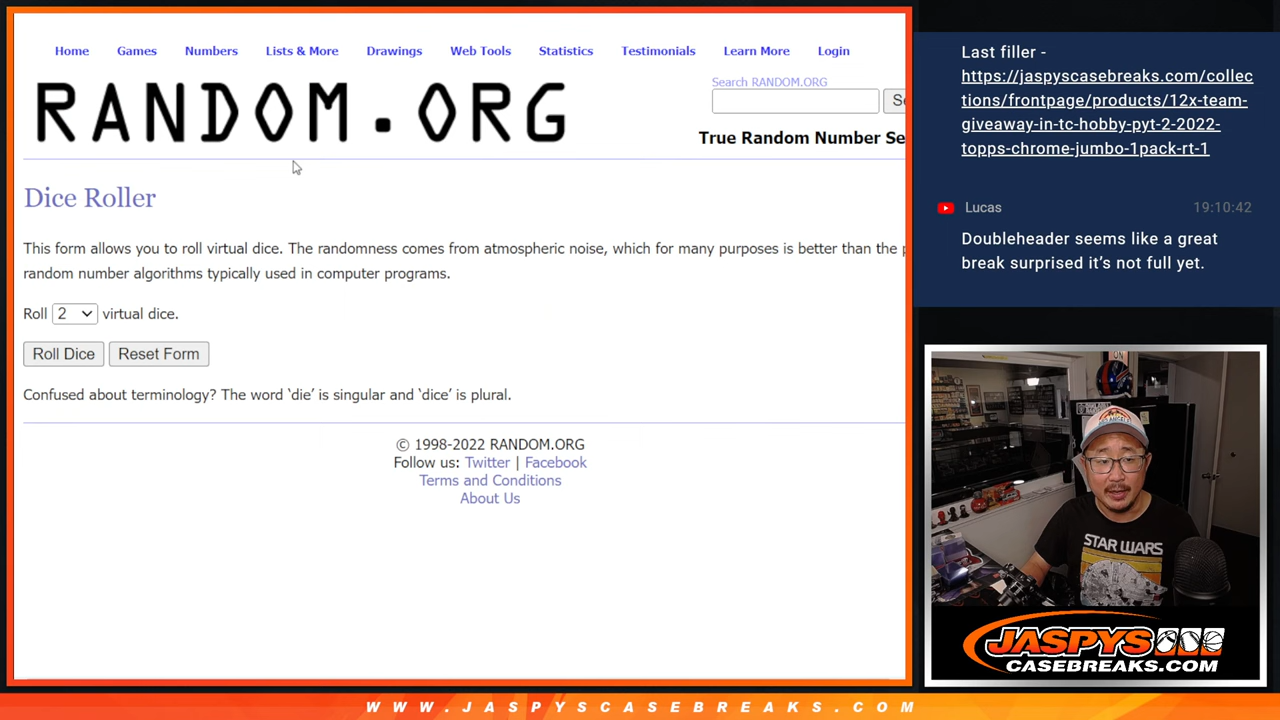 Home Games Numbers Lists & More Drawings Web Tools Statistics Testimonials Learn More Login
RANDOM.ORG
Search RANDOM.ORG
True Random Number Se
Dice Roller
This form allows you to roll virtual dice. The randomness comes from atmospheric noise, which for many purposes is better than the p
random number algorithms typically used in computer programs.
Roll 2 virtual dice.
Roll Dice Reset Form
Confused about terminology? The word ‘die’ is singular and ‘dice’ is plural.
© 1998-2022 RANDOM.ORG
Follow us: Twitter | Facebook
Terms and Conditions
About Us
Last filler -
https://jaspyscasebreaks.com/collec
tions/frontpage/products/12x-team-
giveaway-in-tc-hobby-pyt-2-2022-
topps-chrome-jumbo-1pack-rt-1
Lucas 19:10:42
Doubleheader seems like a great
break surprised it’s not full yet.
STAR WARS
JASPYS
CASEBREAKS.COM
WWW.JASPYSCASEBREAKS.COM